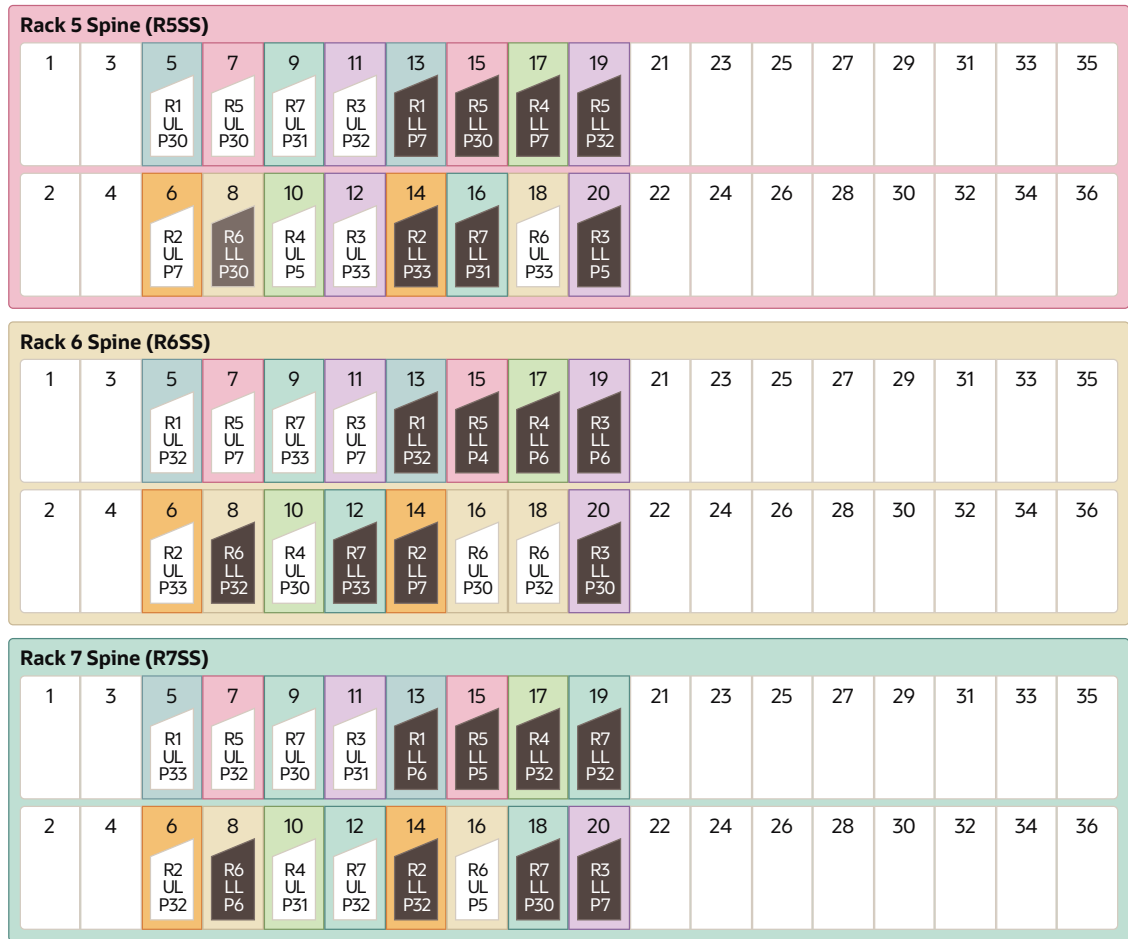 Rack 5 Spine (R5SS)
1 3 5 7 9 11 13 15 17 19 21 23 25 27 29 31 33 35
R1 R5 R7 R3 R1 R5 R4 R5
UL UL UL UL LL LL LL LL
P30 P30 P31 P32 P7 P30 P7 P32
2 4 6 8 10 12 14 16 18 20 22 24 26 28 30 32 34 36
R2 R6 R4 R3 R2 R7 R6 R3
UL LL UL UL LL LL UL LL
P7 P30 P5 P33 P33 P31 P33 P5
Rack 6 Spine (R6SS)
1 3 5 7 9 11 13 15 17 19 21 23 25 27 29 31 33 35
R1 R5 R7 R3 R1 R5 R4 R3
UL UL UL UL LL LL LL LL
P32 P7 P33 P7 P32 P4 P6 P6
2 4 6 8 10 12 14 16 18 20 22 24 26 28 30 32 34 36
R2 R6 R4 R7 R2 R6 R6 R3
UL LL UL LL LL UL UL LL
P33 P32 P30 P33 P7 P30 P32 P30
Rack 7 Spine (R7SS)
1 3 5 7 9 11 13 15 17 19 21 23 25 27 29 31 33 35
R1 R5 R7 R3 R1 R5 R4 R7
UL UL UL UL LL LL LL LL
P33 P32 P30 P31 P6 P5 P32 P32
2 4 6 8 10 12 14 16 18 20 22 24 26 28 30 32 34 36
R2 R6 R4 R7 R2 R6 R7 R3
UL LL UL UL LL UL LL LL
P32 P6 P31 P32 P32 P5 P30 P7